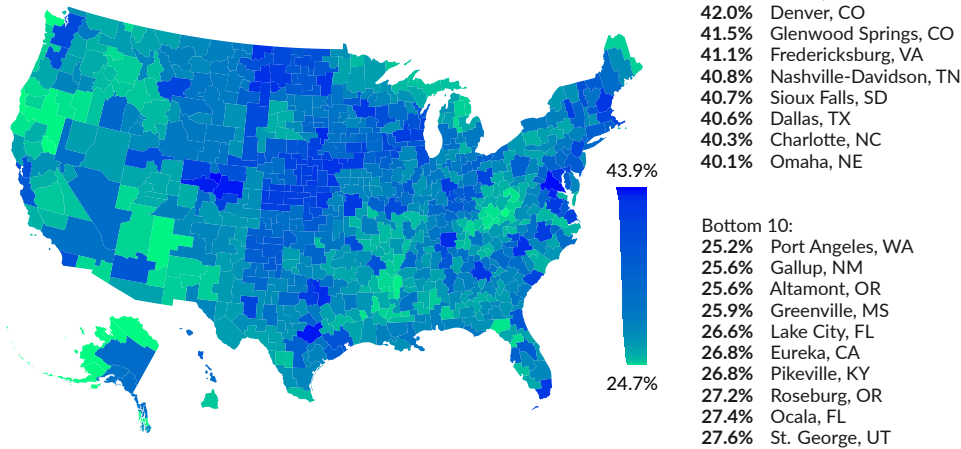 42.0% Denver, CO
41.5% Glenwood Springs, CO
41.1% Fredericksburg, VA
40.8% Nashville-Davidson, TN
40.7% Sioux Falls, SD
40.6% Dallas, TX
40.3% Charlotte, NC
40.1% Omaha, NE
43.9%
24.7%
Bottom 10:
25.2% Port Angeles, WA
25.6% Gallup, NM
25.6% Altamont, OR
25.9% Greenville, MS
26.6% Lake City, FL
26.8% Eureka, CA
26.8% Pikeville, KY
27.2% Roseburg, OR
27.4% Ocala, FL
27.6% St. George, UT